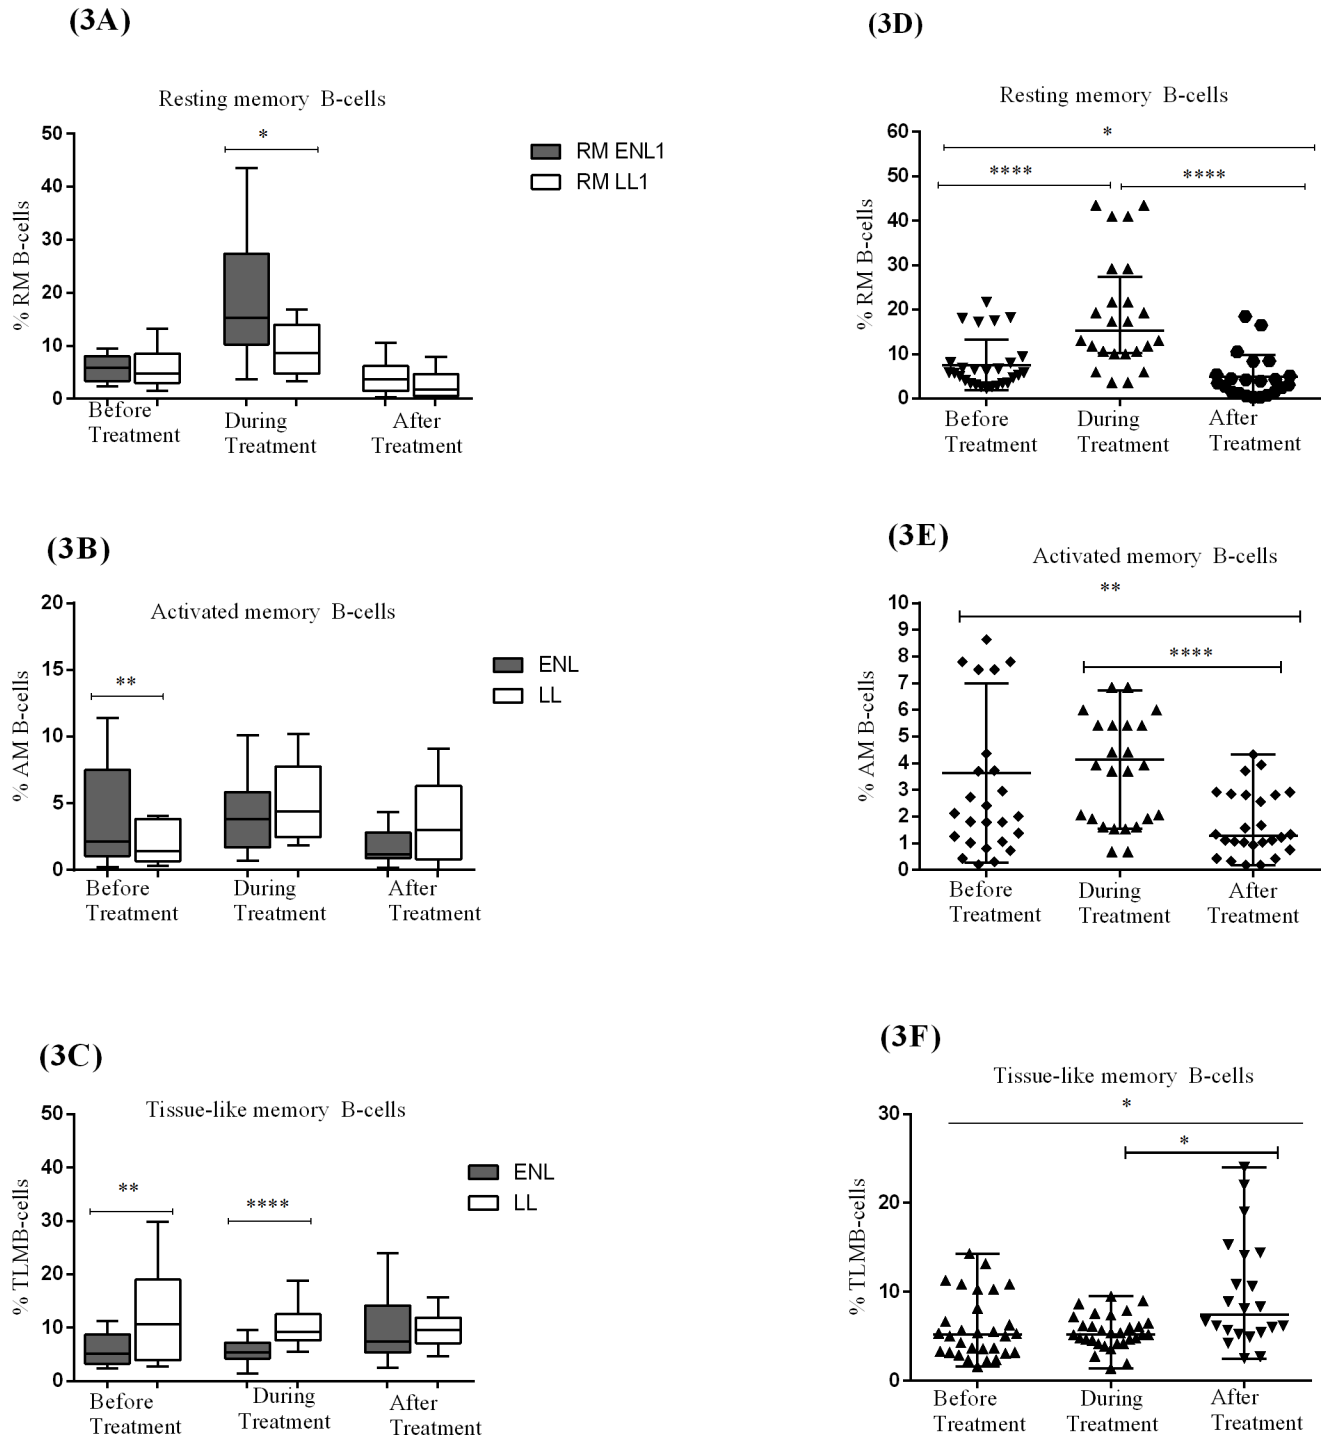 (3A)
Resting memory B-cells
% RM B-cells
50
40
30
20
10
0
*
RM ENL1
RM LL1
Before
Treatment
During
Treatment
After
Treatment
(3D)
Resting memory B-cells
% RM B-cells
60
50
40
30
20
10
0
*
****
****
Before
Treatment
During
Treatment
After
Treatment
(3B)
Activated memory B-cells
% AM B-cells
20
15
10
5
0
**
ENL
LL
Before
Treatment
During
Treatment
After
Treatment
(3E)
Activated memory B-cells
% AM B-cells
10
9
8
7
6
5
4
3
2
1
0
**
****
Before
Treatment
During
Treatment
After
Treatment
(3C)
Tissue-like memory B-cells
% TLMB-cells
50
40
30
20
10
0
**
****
ENL
LL
Before
Treatment
During
Treatment
After
Treatment
(3F)
Tissue-like memory B-cells
% TLMB-cells
30
20
10
0
*
*
Before
Treatment
During
Treatment
After
Treatment